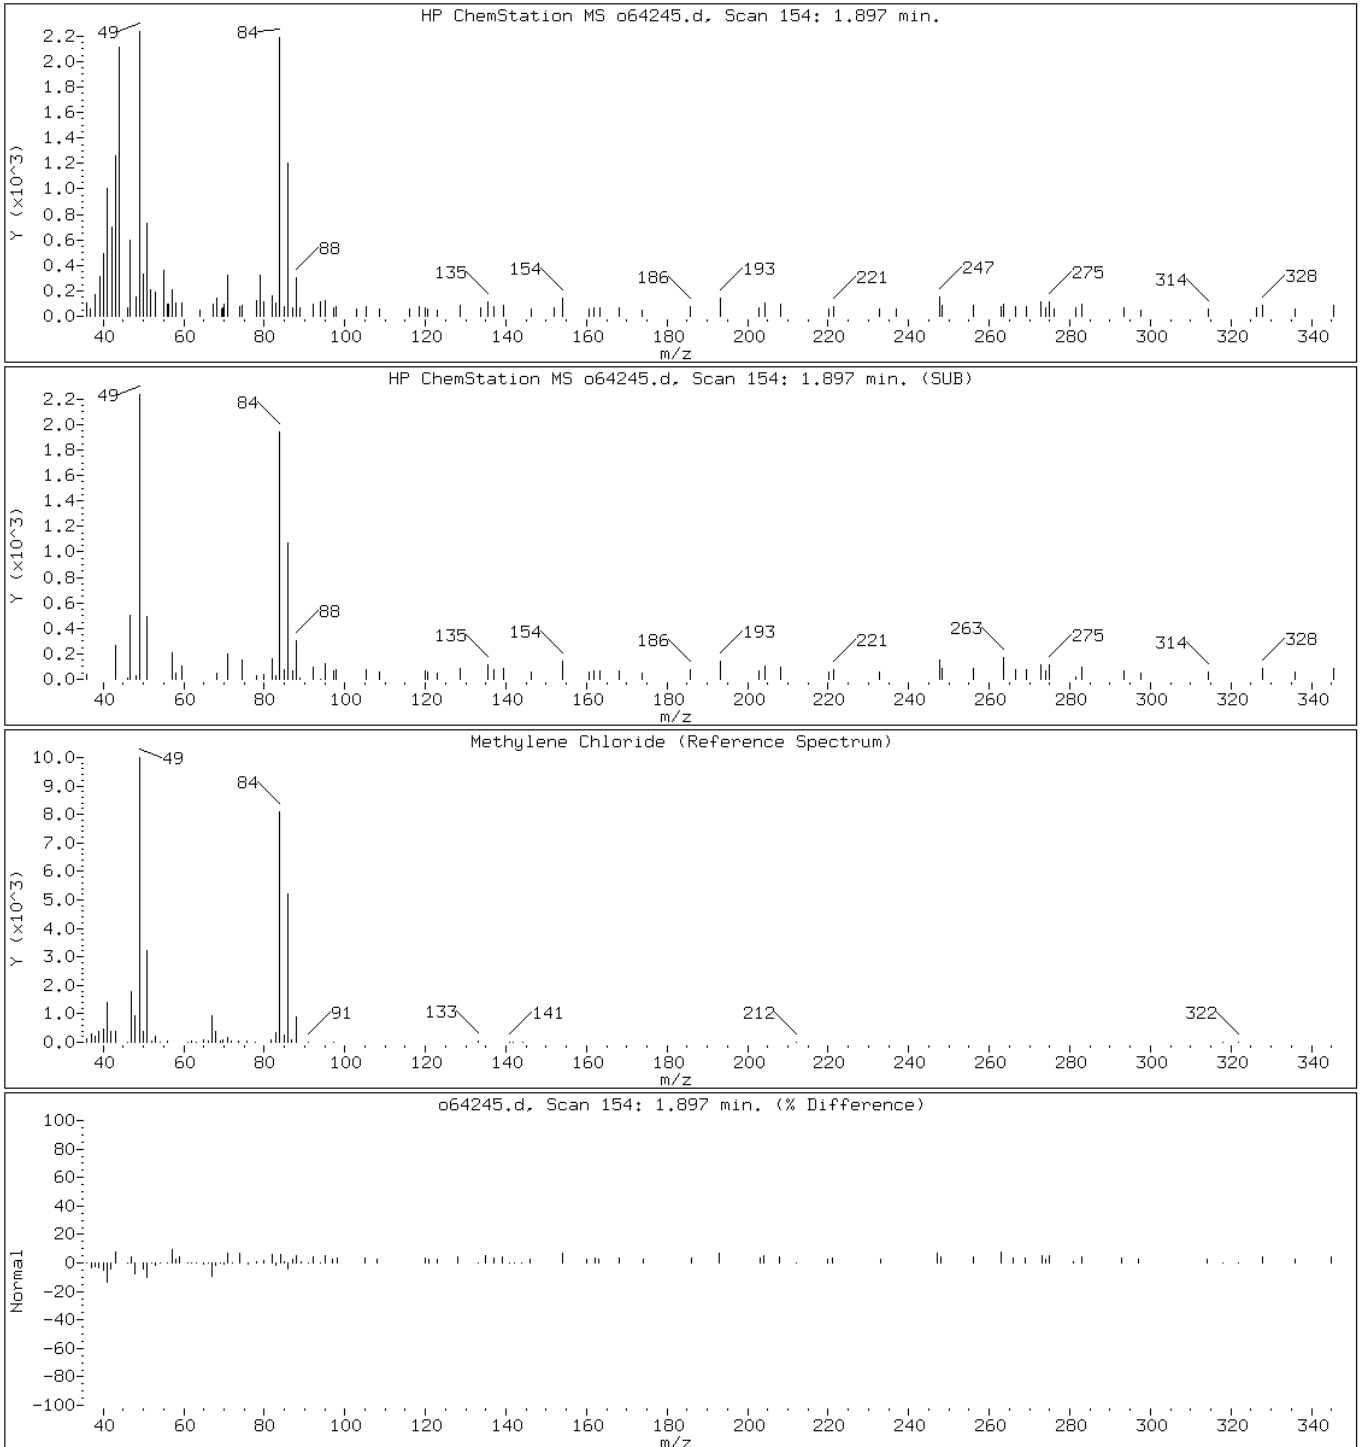 HP ChemStation MS o64245.d, Scan 154: 1.897 min.
Y (x10^3)
2.2
2.0
1.8
1.6
1.4
1.2
1.0
0.8
0.6
0.4
0.2
0.0
49 84 88 135 154 186 193 221 247 275 314 328
40 60 80 100 120 140 160 180 200 220 240 260 280 300 320 340
m/z
HP ChemStation MS o64245.d, Scan 154: 1.897 min. (SUB)
Y (x10^3)
2.2
2.0
1.8
1.6
1.4
1.2
1.0
0.8
0.6
0.4
0.2
0.0
49 84 88 135 154 186 193 221 263 275 314 328
40 60 80 100 120 140 160 180 200 220 240 260 280 300 320 340
m/z
Methylene Chloride (Reference Spectrum)
Y (x10^3)
10.0
9.0
8.0
7.0
6.0
5.0
4.0
3.0
2.0
1.0
0.0
49 84 91 133 141 212 322
40 60 80 100 120 140 160 180 200 220 240 260 280 300 320 340
m/z
o64245.d, Scan 154: 1.897 min. (% Difference)
Normal
100
80
60
40
20
0
-20
-40
-60
-80
-100
40 60 80 100 120 140 160 180 200 220 240 260 280 300 320 340
m/z